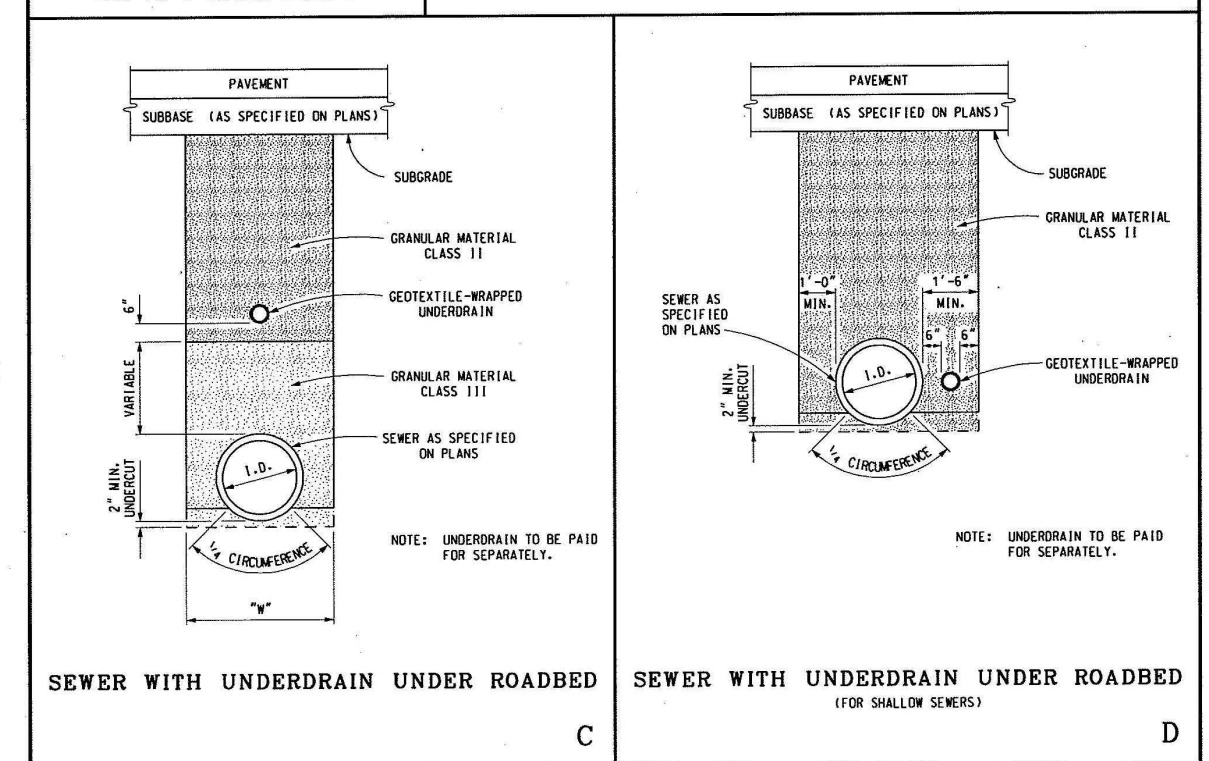 PAVEMENT
SUBBASE (AS SPECIFIED ON PLANS)
SUBGRADE
GRANULAR MATERIAL
CLASS II
6"
GEOTEXTILE-WRAPPED
UNDERDRAIN
VARIABLE
GRANULAR MATERIAL
CLASS III
SEWER AS SPECIFIED
ON PLANS
I.D.
2" MIN.
UNDERCUT
1/4 CIRCUMFERENCE
NOTE: UNDERDRAIN TO BE PAID
FOR SEPARATELY.
"W"
SEWER WITH UNDERDRAIN UNDER ROADBED
C
PAVEMENT
SUBBASE (AS SPECIFIED ON PLANS)
SUBGRADE
GRANULAR MATERIAL
CLASS II
1'-0"
MIN.
1'-6"
MIN.
SEWER AS
SPECIFIED
ON PLANS
6"
6"
I.D.
GEOTEXTILE-WRAPPED
UNDERDRAIN
2" MIN.
UNDERCUT
1/4 CIRCUMFERENCE
NOTE: UNDERDRAIN TO BE PAID
FOR SEPARATELY.
SEWER WITH UNDERDRAIN UNDER ROADBED
(FOR SHALLOW SEWERS)
D